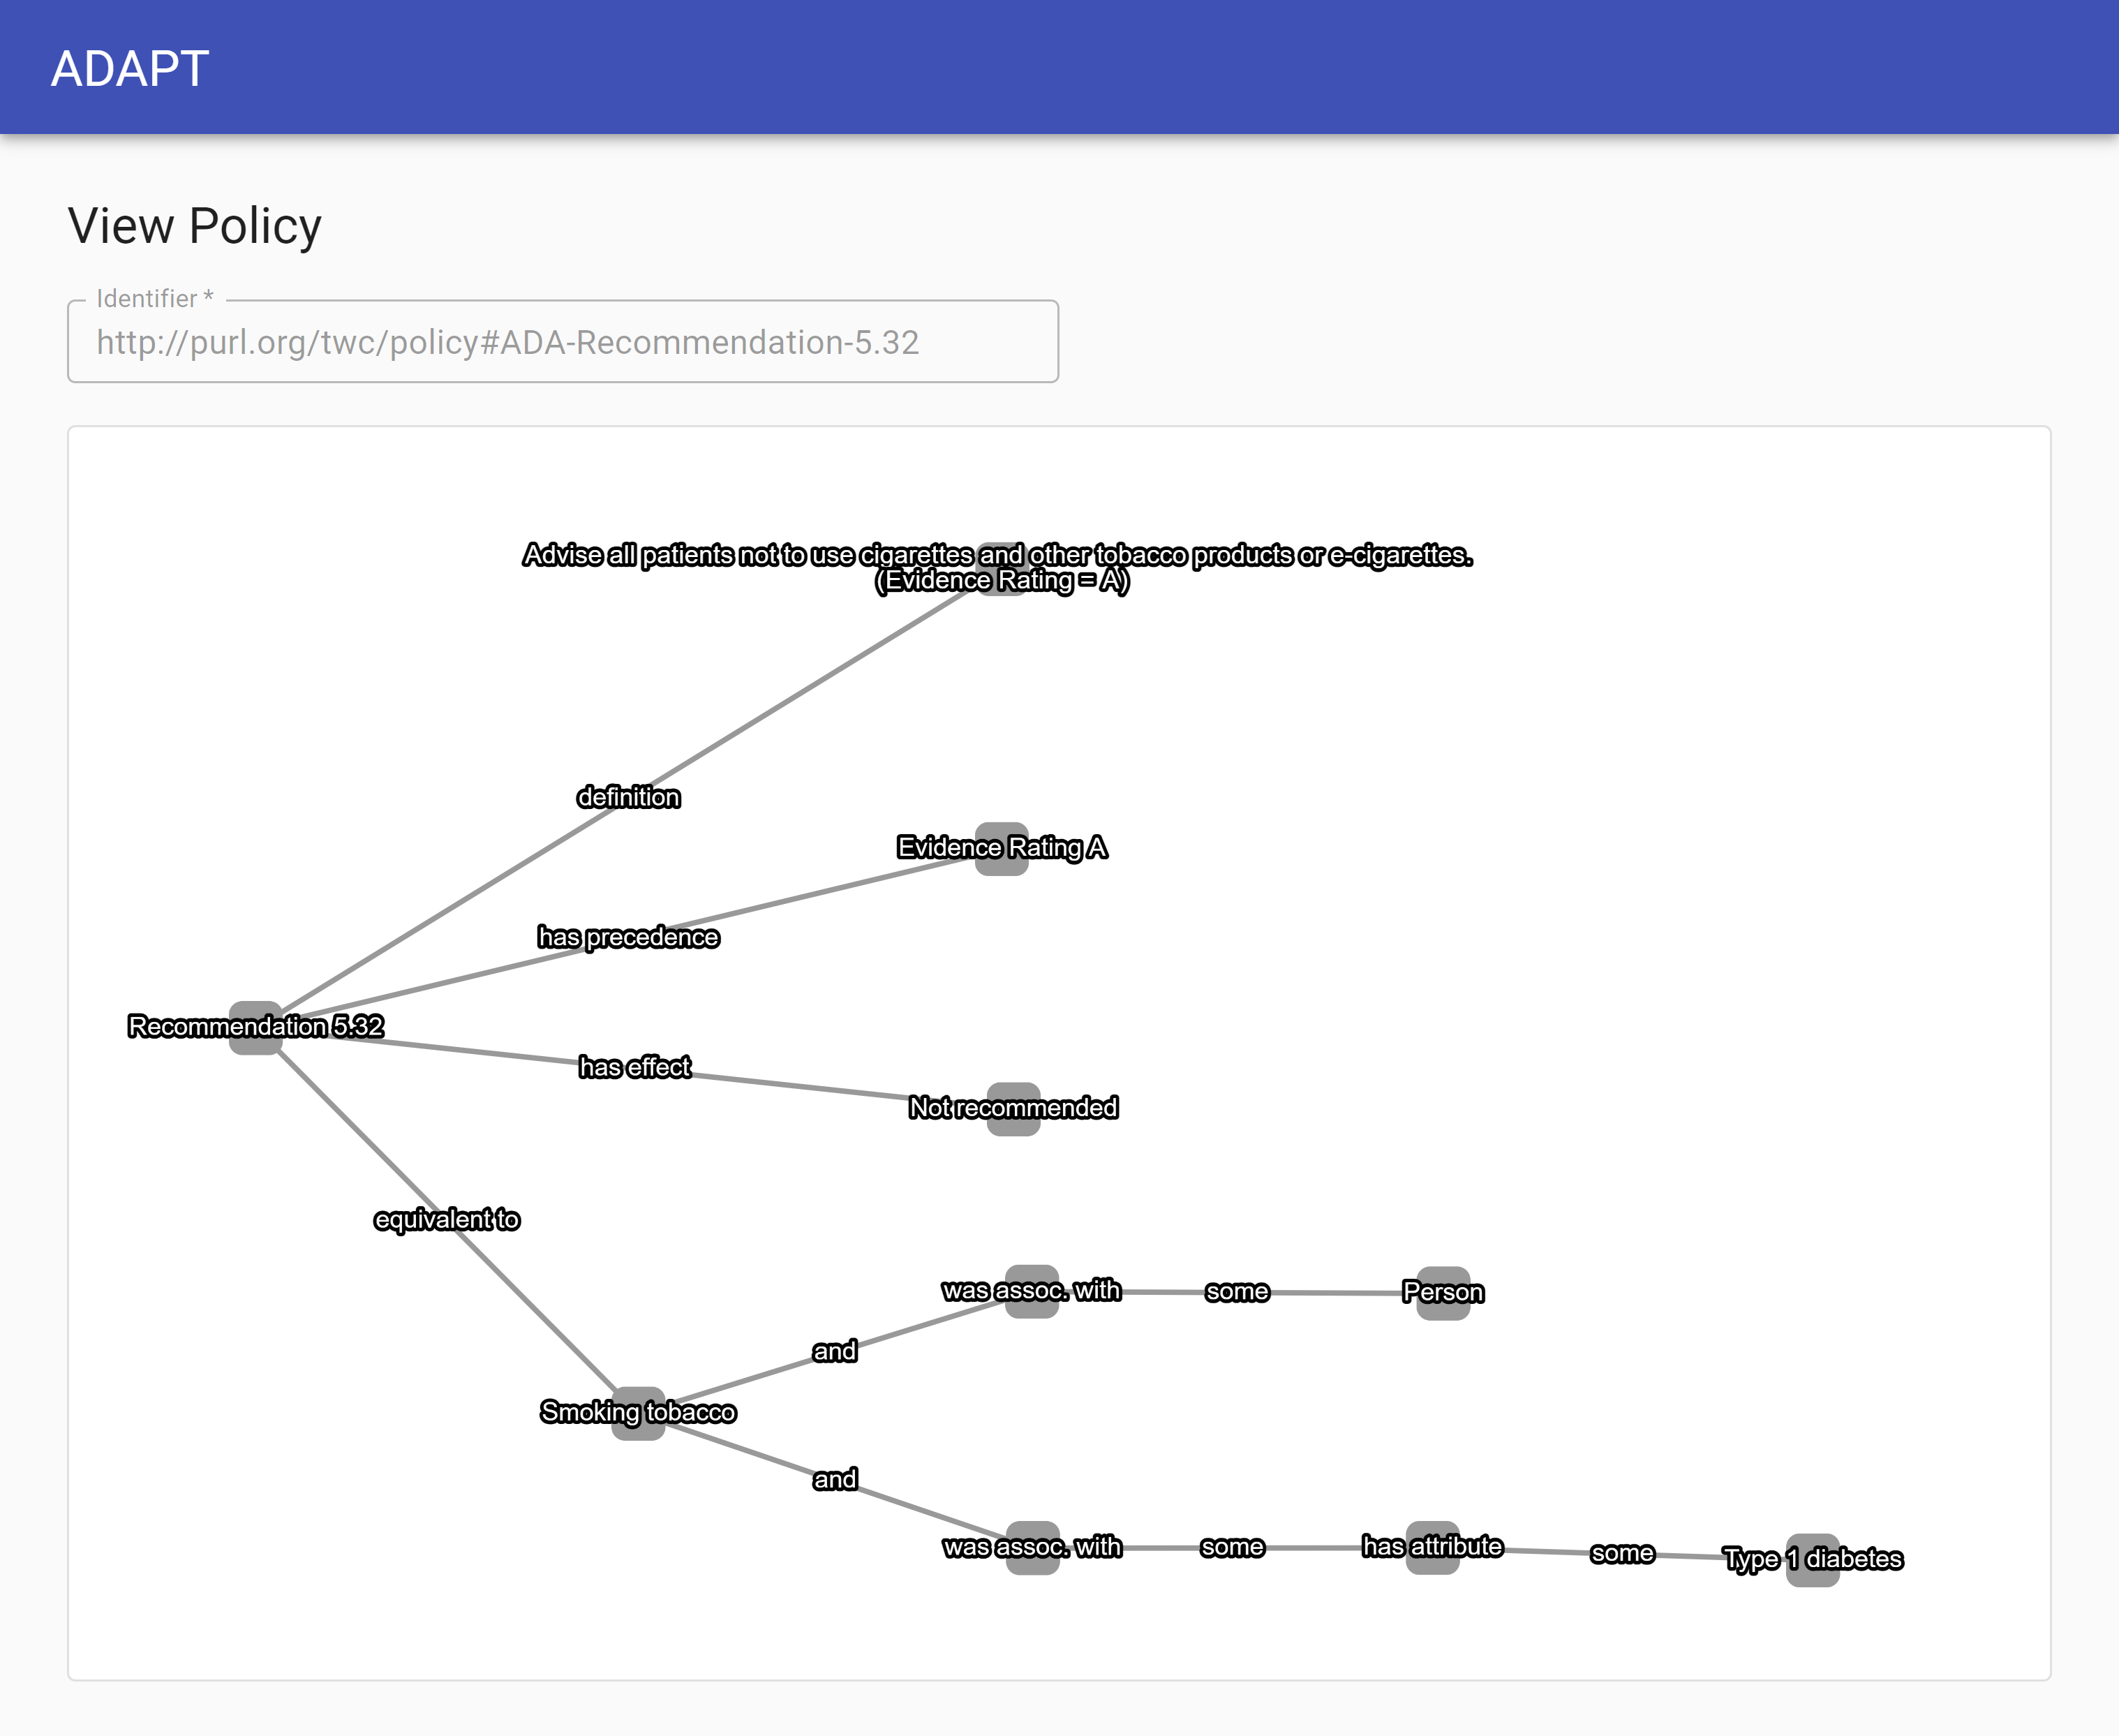 ADAPT
View Policy
Identifier *
http://purl.org/twc/policy#ADA-Recommendation-5.32
Advise all patients not to use cigarettes and other tobacco products or e-cigarettes.
(Evidence Rating = A)
definition
Evidence Rating A
has precedence
Recommendation 5.32
has effect
Not recommended
equivalent to
was assoc. with
some
Person
and
Smoking tobacco
and
was assoc. with
some
has attribute
some
Type 1 diabetes